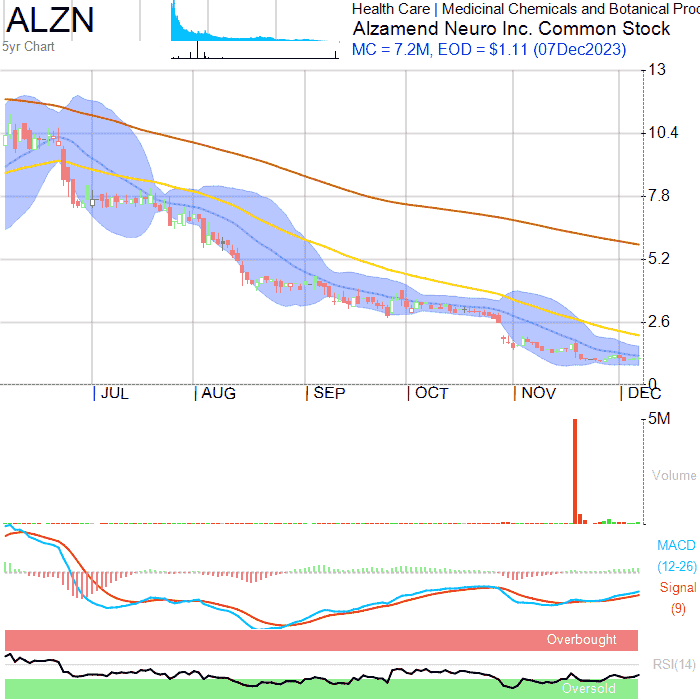 ALZN
5yr Chart
Health Care | Medicinal Chemicals and Botanical Proc
Alzamend Neuro Inc. Common Stock
MC = 7.2M, EOD = $1.11 (07Dec2023)
13
10.4
7.8
5.2
2.6
0
JUL AUG SEP OCT NOV DEC
5M
Volume
MACD
(12-26)
Signal
(9)
Overbought
RSI(14)
Oversold